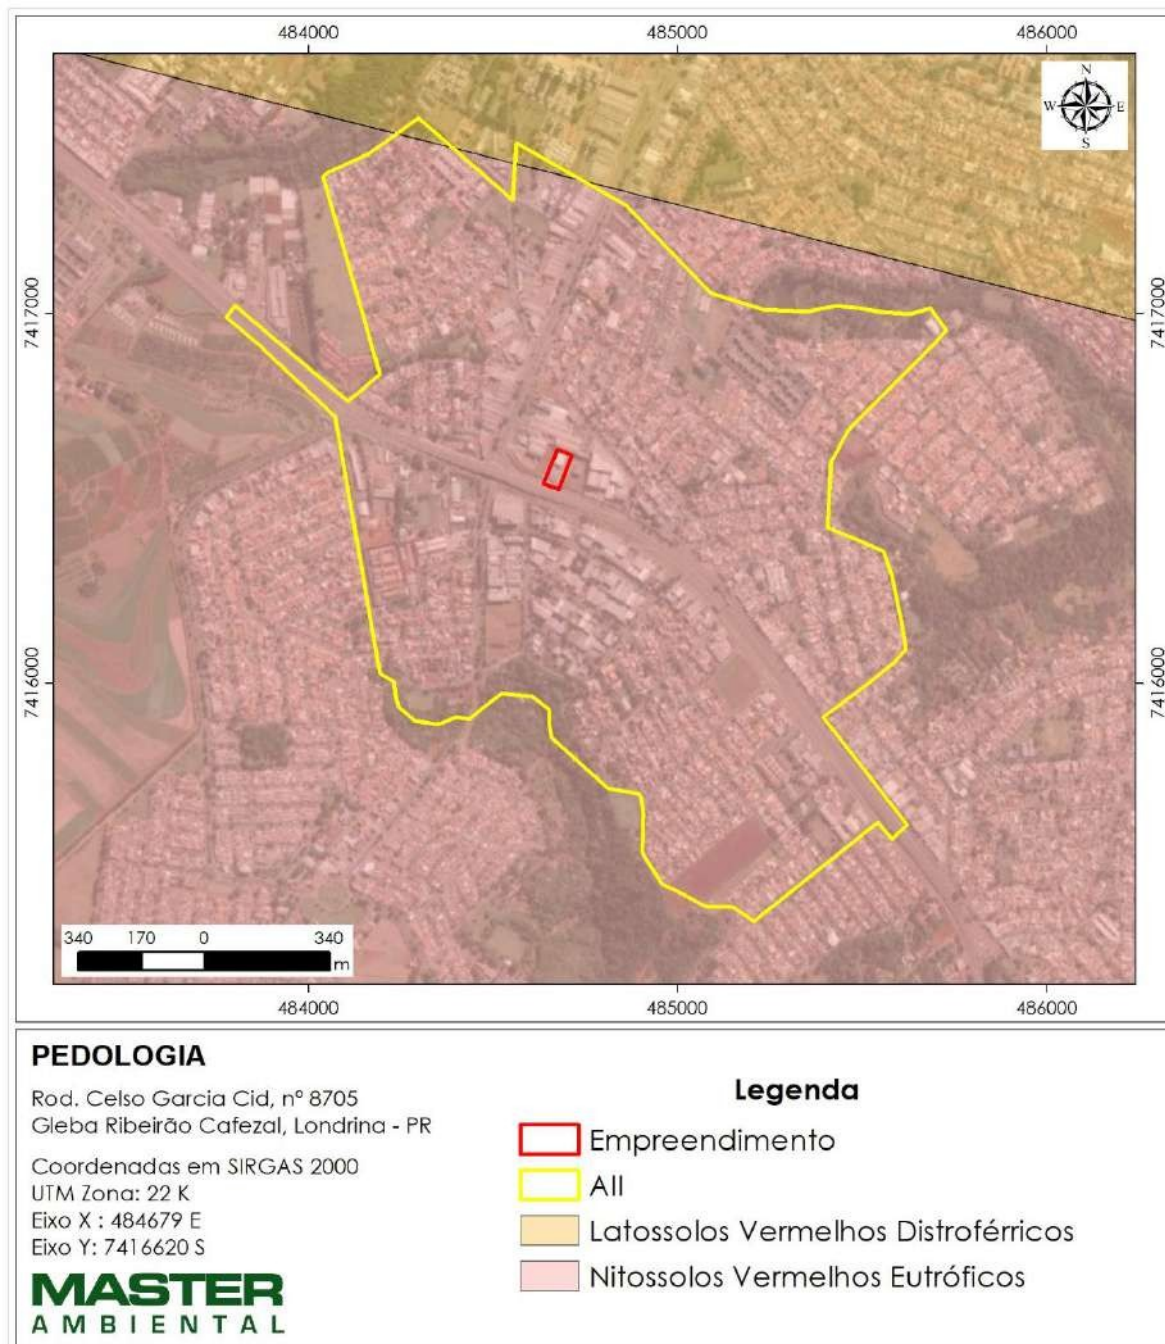 484000
485000
486000
N
W
E
S
7417000
7417000
7416000
7416000
340
170
0
340
m
484000
485000
486000
PEDOLOGIA
Rod. Celso Garcia Cid, nº 8705
Gleba Ribeirão Cafezal, Londrina - PR
Coordenadas em SIRGAS 2000
UTM Zona: 22 K
Eixo X : 484679 E
Eixo Y: 7416620 S
MASTER
AMBIENTAL
Legenda
Empreendimento
AII
Latossolos Vermelhos Distroférricos
Nitossolos Vermelhos Eutróficos